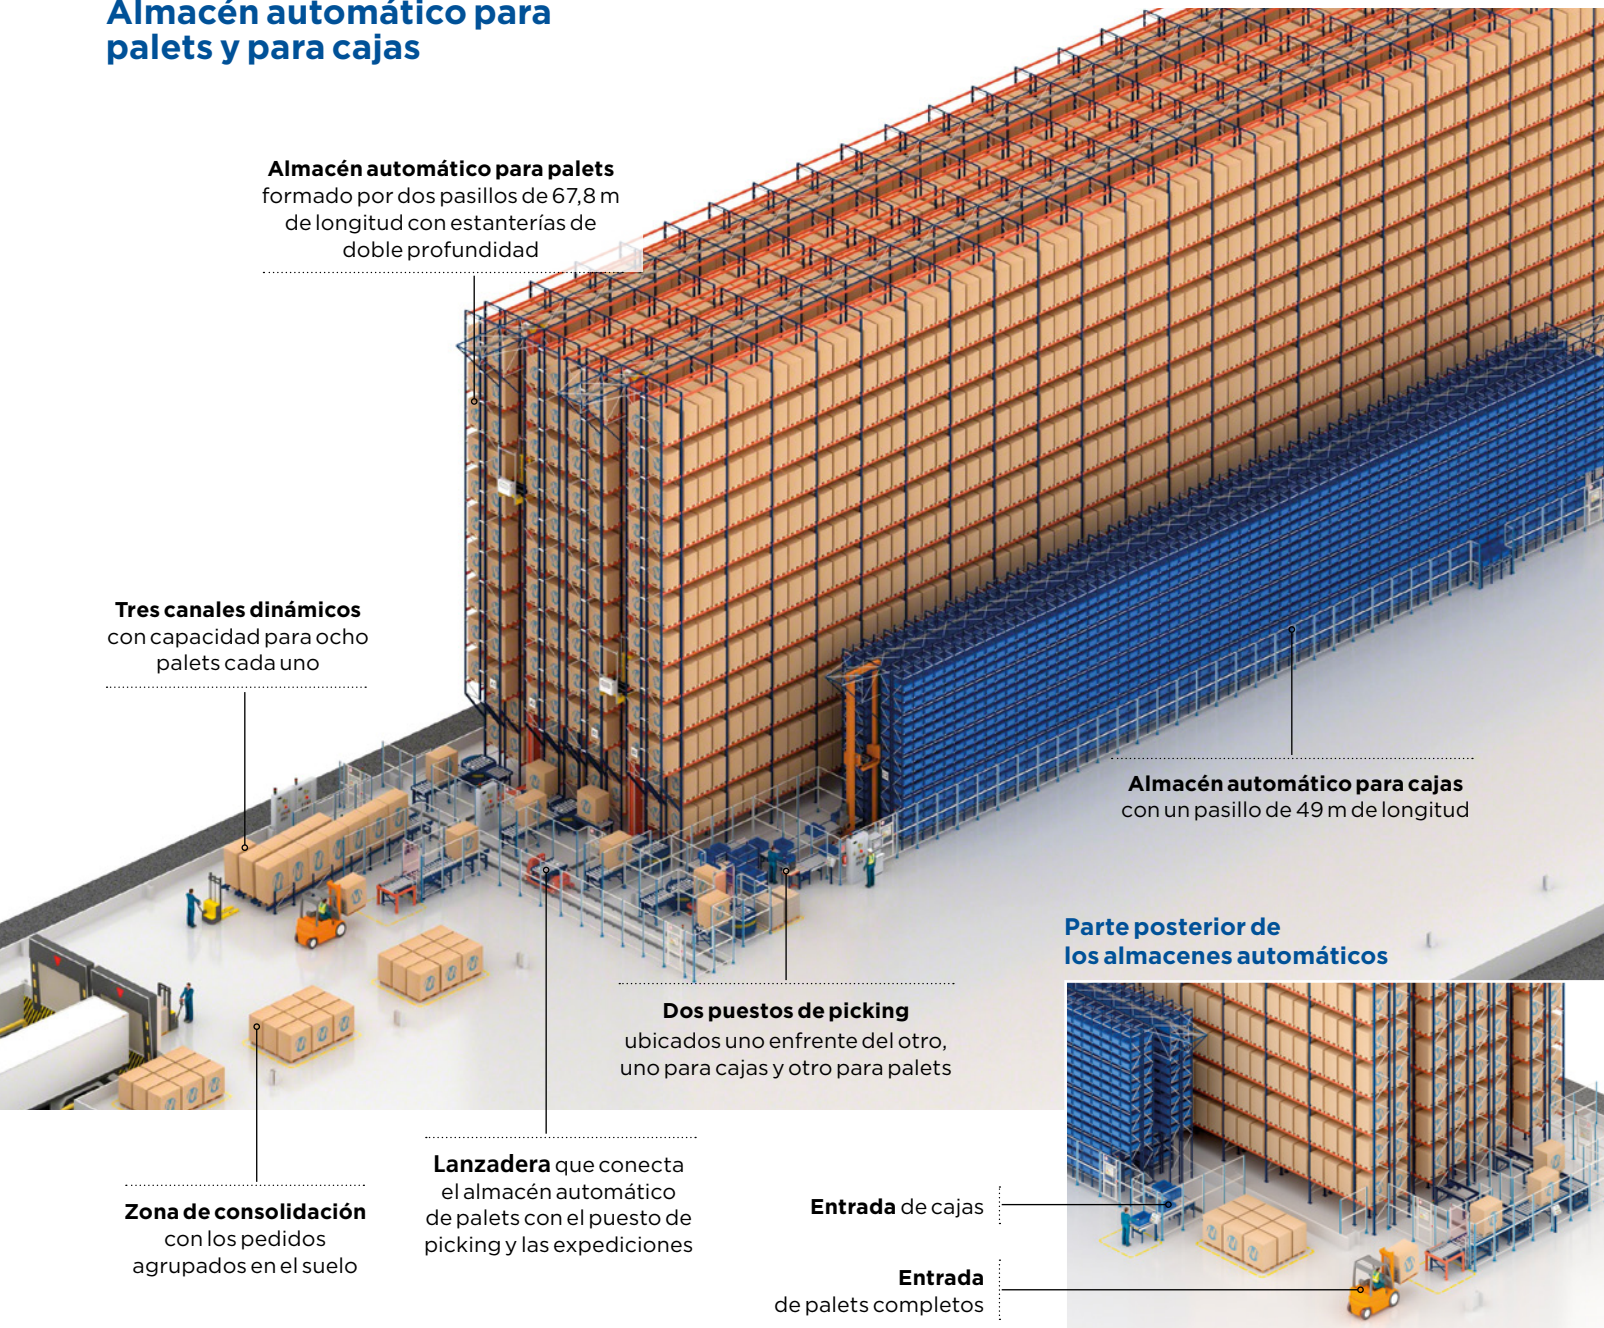 Almacén automático para
palets y para cajas
Almacén automático para palets
formado por dos pasillos de 67,8 m
de longitud con estanterías de
doble profundidad
Tres canales dinámicos
con capacidad para ocho
palets cada uno
Almacén automático para cajas
con un pasillo de 49 m de longitud
Parte posterior de
los almacenes automáticos
Dos puestos de picking
ubicados uno enfrente del otro,
uno para cajas y otro para palets
Lanzadera que conecta
el almacén automático
de palets con el puesto de
picking y las expediciones
Zona de consolidación
con los pedidos
agrupados en el suelo
Entrada de cajas
Entrada
de palets completos